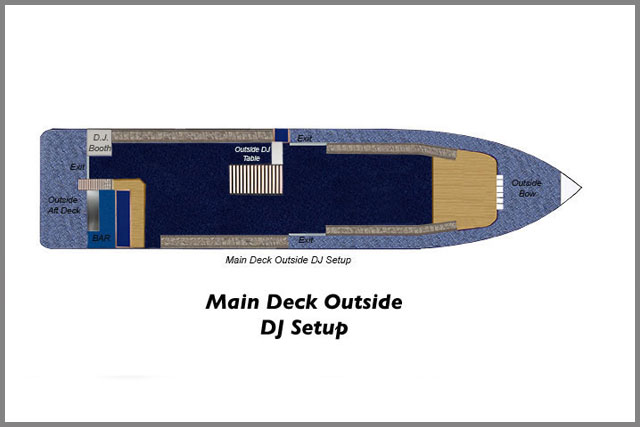 D.J.
Booth
Exit
Outside DJ
Table
Exit
Outside
Aft Deck
Outside
Bow
BAR
Exit
Main Deck Outside DJ Setup
Main Deck Outside
DJ Setup